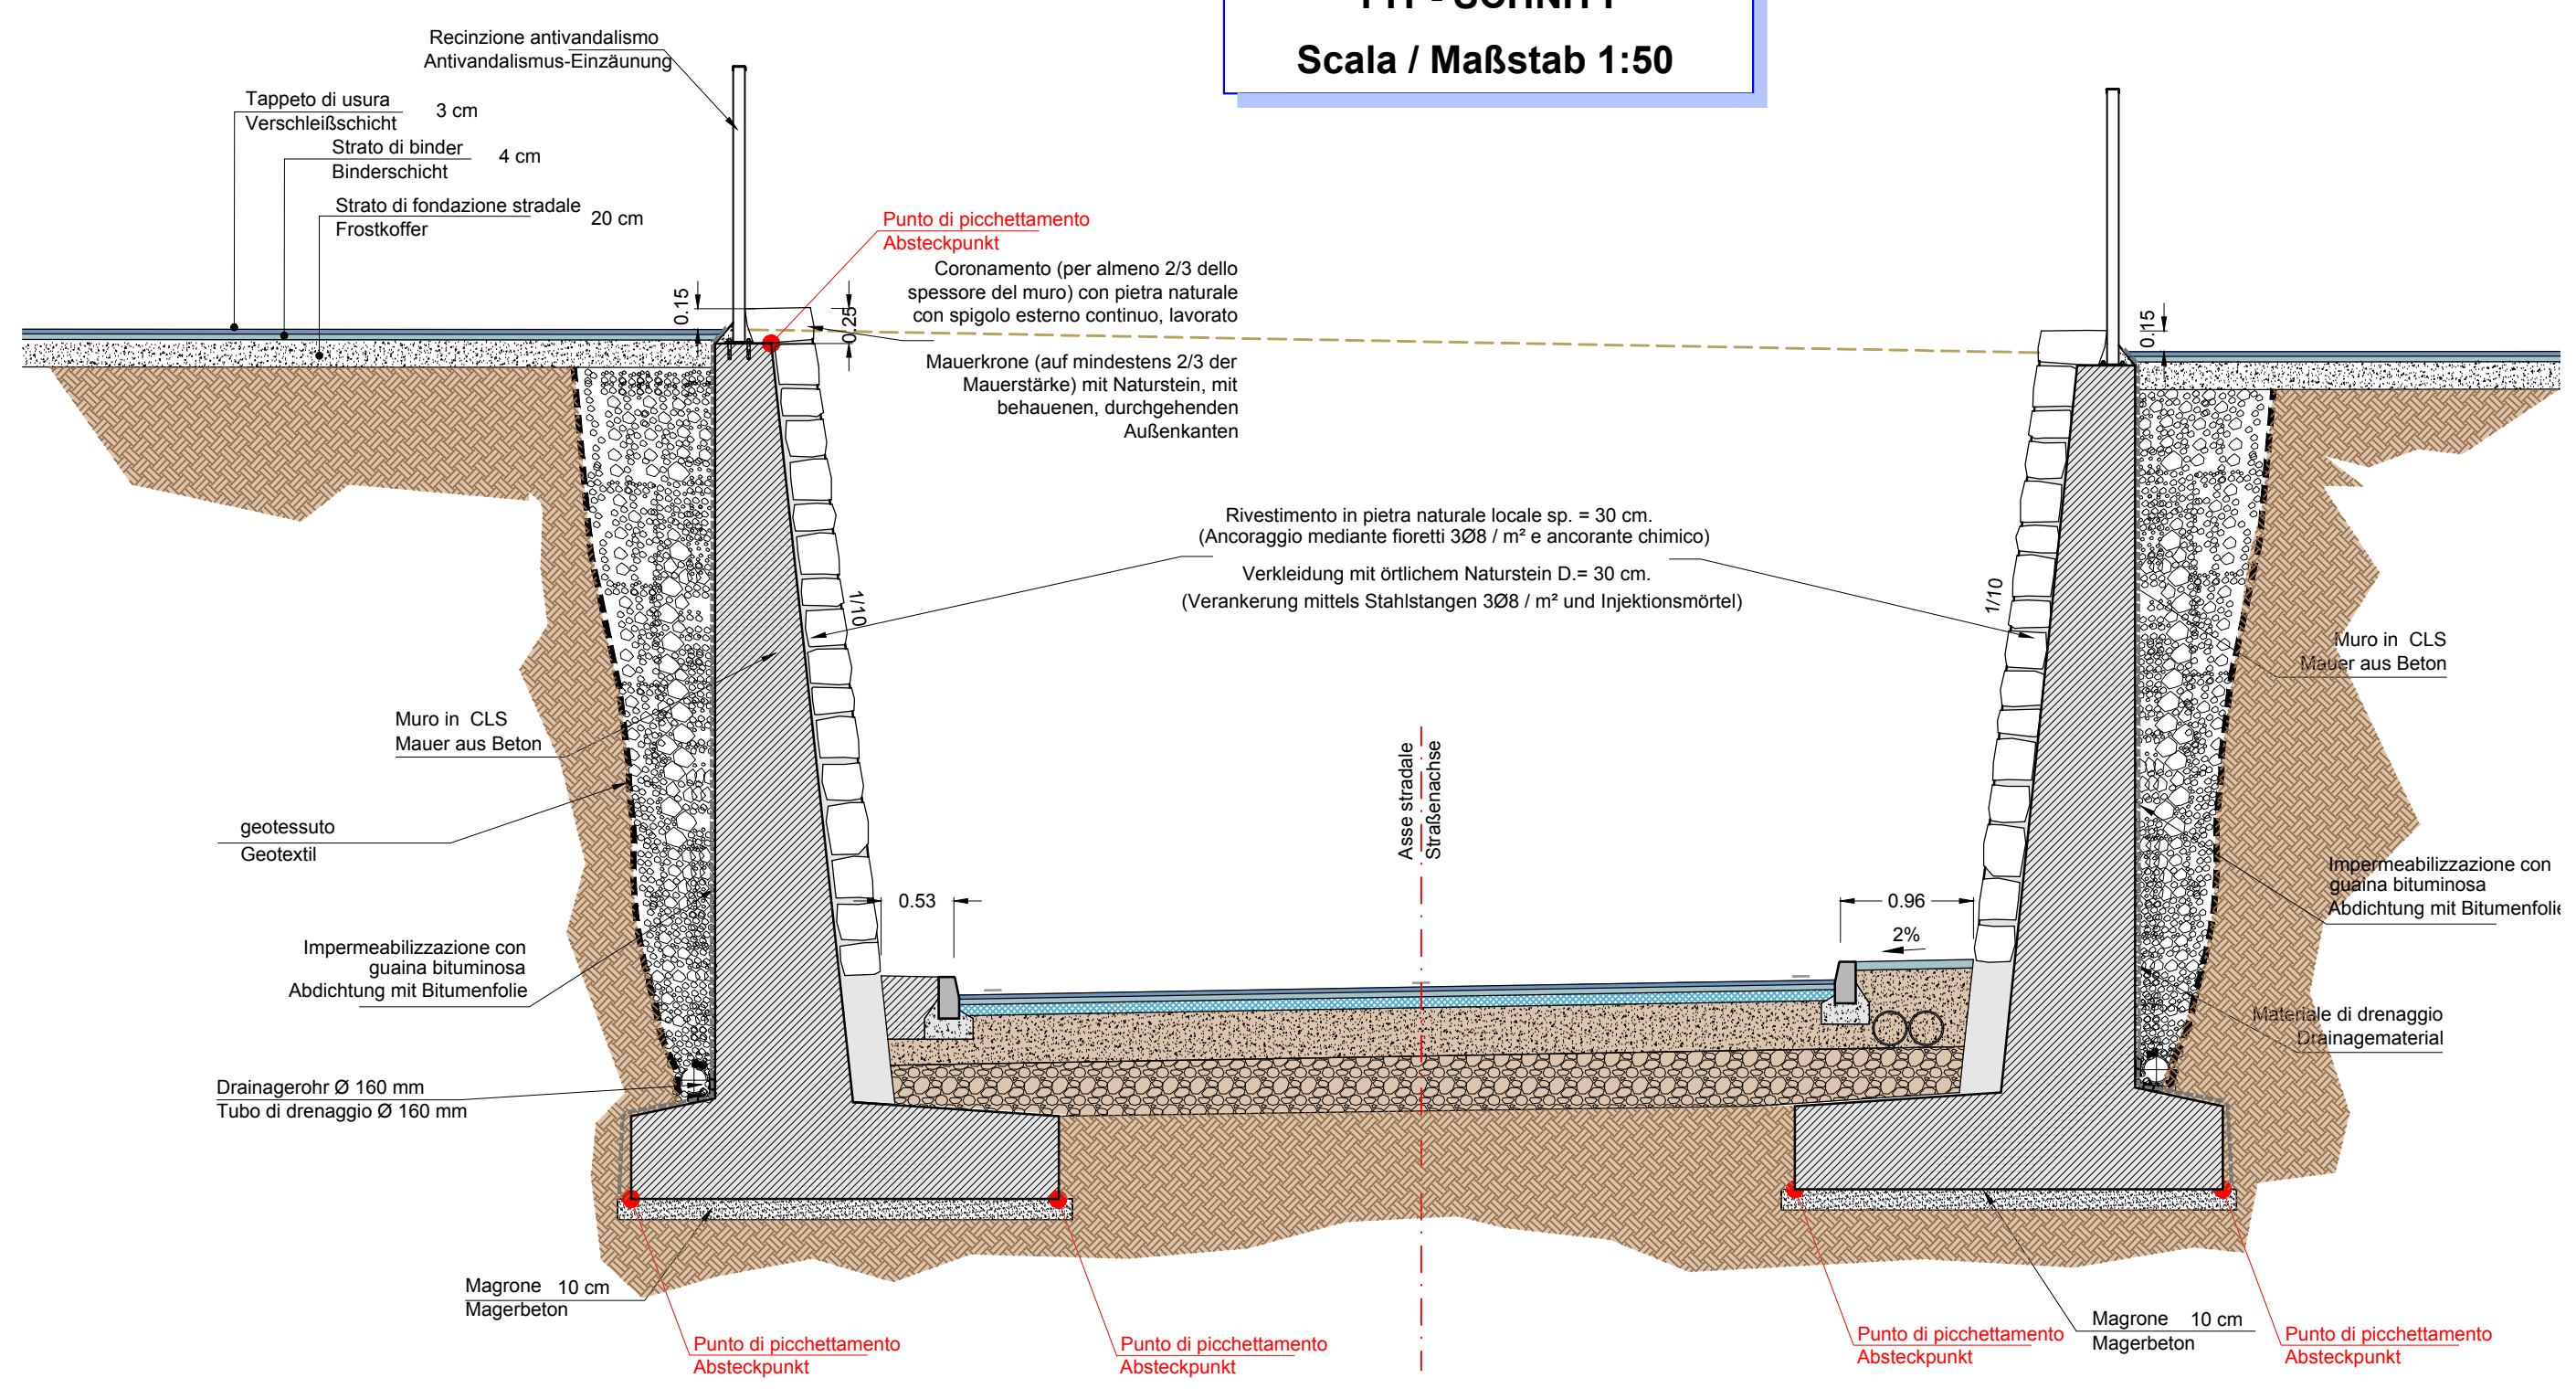 Scala / Maßstab 1:50
Recinzione antivandalismo
Antivandalismus-Einzäunung
Tappeto di usura
Verschleißschicht
3 cm
Strato di binder
Binderschicht
4 cm
Strato di fondazione stradale
Frostkoffer
20 cm
Punto di picchettamento
Absteckpunkt
Coronamento (per almeno 2/3 dello
spessore del muro) con pietra naturale
con spigolo esterno continuo, lavorato
Mauerkrone (auf mindestens 2/3 der
Mauerstärke) mit Naturstein, mit
behauenen, durchgehenden
Außenkanten
0.15
0.25
0.15
Rivestimento in pietra naturale locale sp. = 30 cm.
(Ancoraggio mediante fioretti 3Ø8 / m² e ancorante chimico)
Verkleidung mit örtlichem Naturstein D.= 30 cm.
(Verankerung mittels Stahlstangen 3Ø8 / m² und Injektionsmörtel)
1/10
1/10
Muro in CLS
Mauer aus Beton
Muro in CLS
Mauer aus Beton
geotessuto
Geotextil
Asse stradale
Straßenachse
0.53
0.96
2%
Impermeabilizzazione con
guaina bituminosa
Abdichtung mit Bitumenfolie
Impermeabilizzazione con
guaina bituminosa
Abdichtung mit Bitumenfolie
Materiale di drenaggio
Drainagematerial
Drainagerohr Ø 160 mm
Tubo di drenaggio Ø 160 mm
Magrone 10 cm
Magerbeton
Punto di picchettamento
Absteckpunkt
Punto di picchettamento
Absteckpunkt
Punto di picchettamento
Absteckpunkt
Magrone 10 cm
Magerbeton
Punto di picchettamento
Absteckpunkt